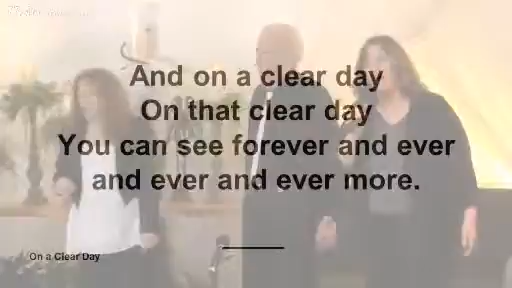 And on a clear day
On that clear day
You can see forever and ever
and ever and ever more.
On a Clear Day